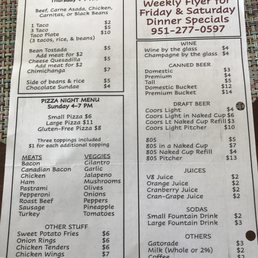 Beef, Carne Asada, Chicken,
Carnitas, or Black Beans
1 Taco $2
3 Taco $5
Taco Plate $10
(3 tacos, rice, & beans)
Bean Tostada $5
Add meat for $2
Cheese Quesadilla $5
Add meat for $2
Chimichanga $7
Side of beans & rice $5
Chocolate Sundae $4
PIZZA NIGHT MENU
Sunday 4-7 PM
Small Pizza $6
Large Pizza $11
Gluten-Free Pizza $8
Three toppings included
$1 for each additional topping
MEATS VEGGIES
Bacon Cilantro
Canadian Bacon Garlic
Chicken Jalapenos
Ham Mushrooms
Pastrami Olives
Pepperoni Onions
Roast Beef Peppers
Sausage Pineapple
Turkey Tomatoes
OTHER STUFF
Sweet Potato Fries $6
Onion Rings $6
Chicken Tenders $6
Chicken Wings $7
Weekly Flyer for
Friday & Saturday
Dinner Specials
951-277-0597
WINE
Wine by the glass $4
Champagne by the glass $4
CANNED BEER
Domestic $3
Premium $4
Tall $4
Domestic Bucket $12
Premium Bucket $14
DRAFT BEER
Coors Light $4
Coors Light in a Naked Cup
Coors Light Naked Cup Refill
Coors Light Pitcher $10
805 $5
805 in a Naked Cup $7
805 Naked Cup Refill $4
805 Pitcher $13
JUICES
V8 Juice $2
Orange Juice $2
Cranberry Juice $2
Cran-Grape Juice $2
SODAS
Small Fountain Drink $2
Large Fountain Drink $3
OTHERS
Gatorade $3
Milk (Whole or 2%) $2
Coffee